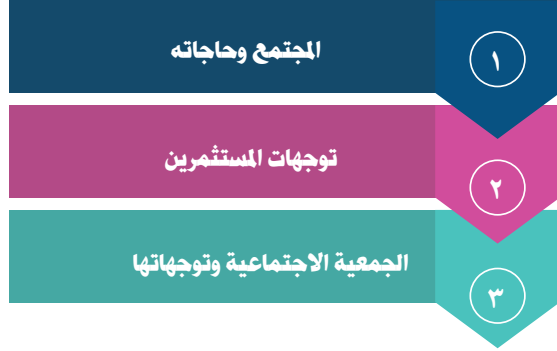 ١
المجتمع وحاجاته
٢
توجهات المستثمرين
٣
الجمعية الاجتماعية وتوجهاتها